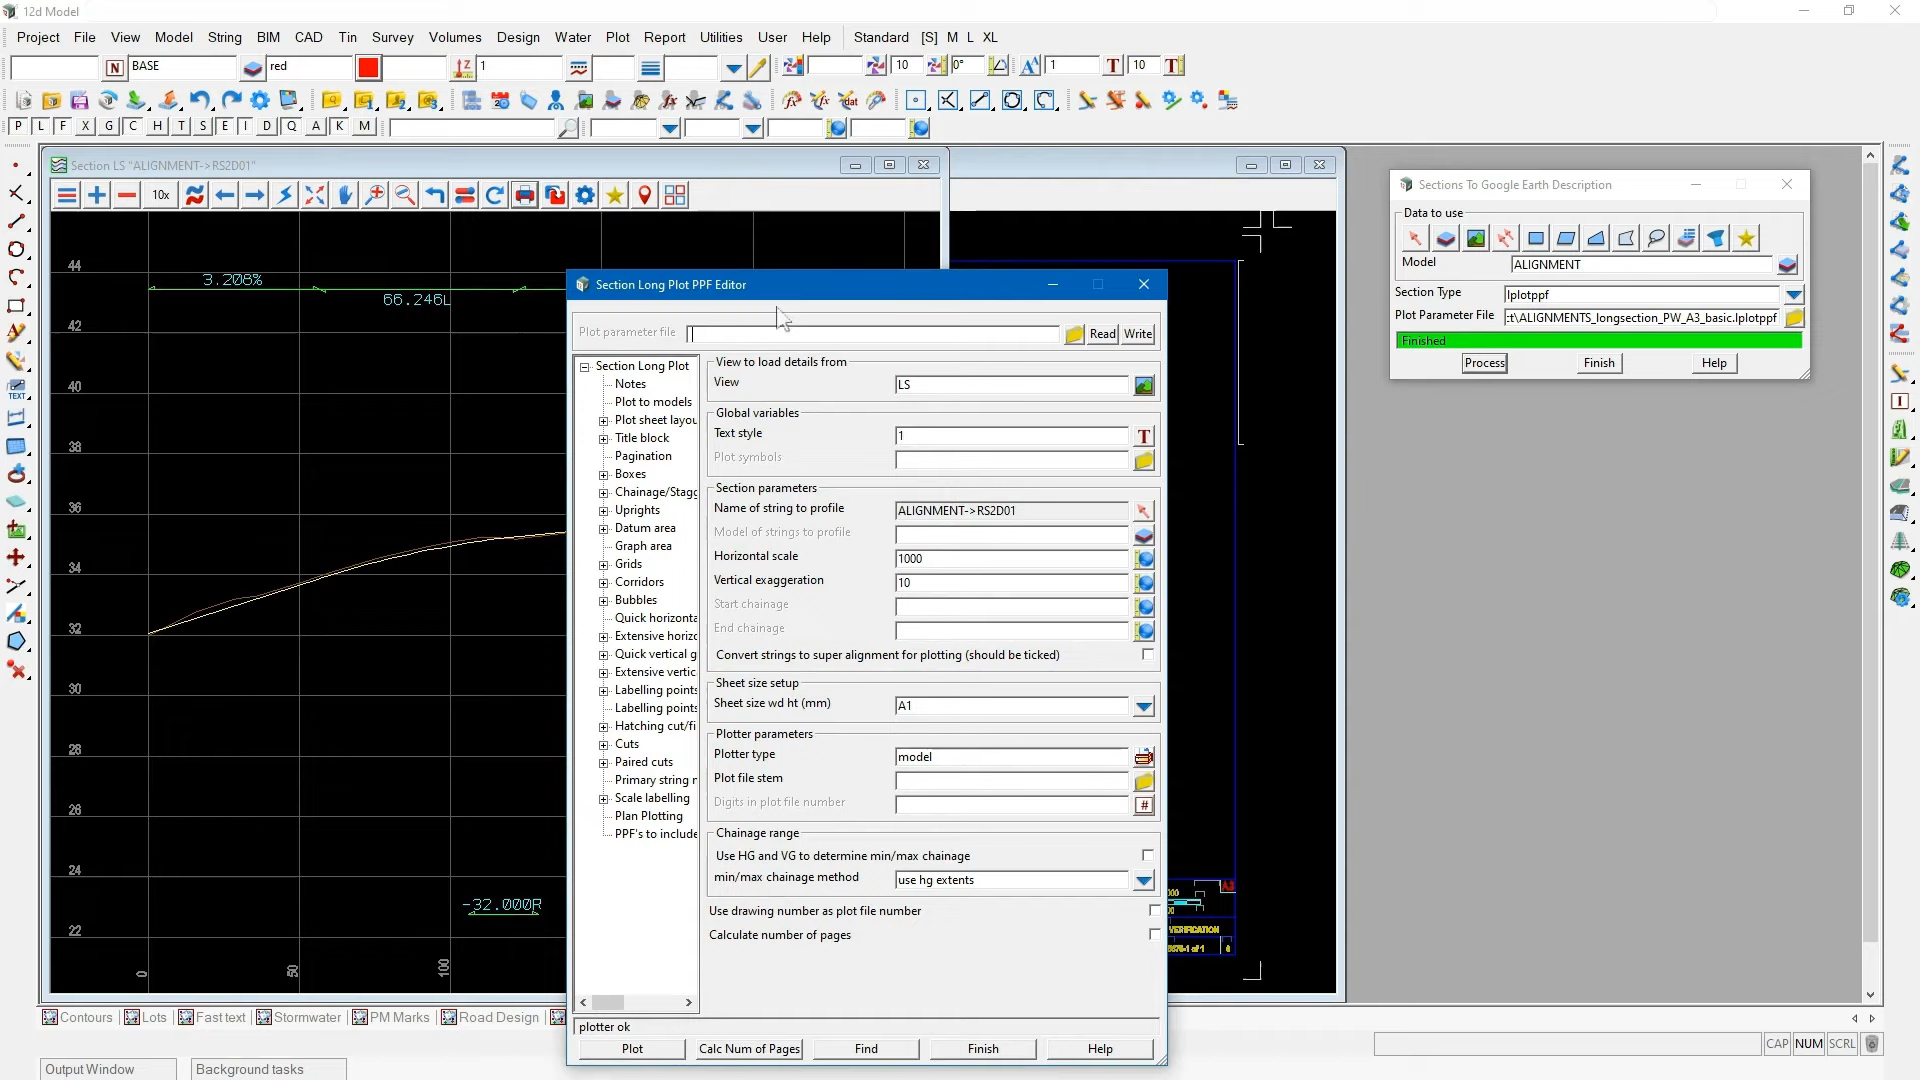 12d Model
Project File View Model String BIM CAD Tin Survey Volumes Design Water Plot Report Utilities User Help Standard [S] M L XL
N BASE red 1 10 0° 1 T 10
P L F X G C H T S E I D Q A K M
Section LS "ALIGNMENT->RS2D01"
10x
44
3.208%
66.246L
42
40
38
36
34
32
30
28
26
24
-32.000R
22
0 50 100
Section Long Plot PPF Editor
Plot parameter file Read Write
Section Long Plot
Notes
Plot to models
Plot sheet layou
Title block
Pagination
Boxes
Chainage/Stagg
Uprights
Datum area
Graph area
Grids
Corridors
Bubbles
Quick horizonta
Extensive horizo
Quick vertical g
Extensive vertic
Labelling points
Labelling points
Hatching cut/fi
Cuts
Paired cuts
Primary string r
Scale labelling
Plan Plotting
PPF's to include
View to load details from
View LS
Global variables
Text style 1 T
Plot symbols
Section parameters
Name of string to profile ALIGNMENT->RS2D01
Model of strings to profile
Horizontal scale 1000
Vertical exaggeration 10
Start chainage
End chainage
Convert strings to super alignment for plotting (should be ticked)
Sheet size setup
Sheet size wd ht (mm) A1
Plotter parameters
Plotter type model
Plot file stem
Digits in plot file number #
Chainage range
Use HG and VG to determine min/max chainage
min/max chainage method use hg extents
Use drawing number as plot file number
Calculate number of pages
plotter ok
Plot Calc Num of Pages Find Finish Help
A3
VERIFICATION
Sections To Google Earth Description
Data to use
Model ALIGNMENT
Section Type lplotppf
Plot Parameter File :t\ALIGNMENTS_longsection_PW_A3_basic.lplotppf
Finished
Process Finish Help
TEXT
Contours Lots Fast text Stormwater PM Marks Road Design
CAP NUM SCRL
Output Window Background tasks